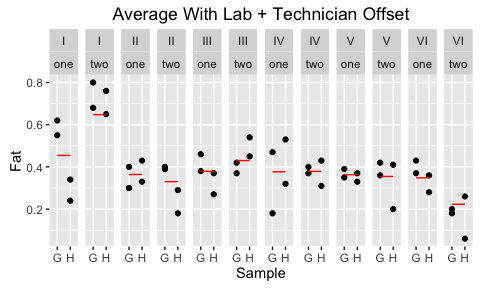 Average With Lab + Technician Offset
I I II II III III IV IV V V VI VI
one two one two one two one two one two one two
0.8
0.6
0.4
0.2
Fat
G H G H G H G H G H G H G H G H G H G H G H G H
Sample